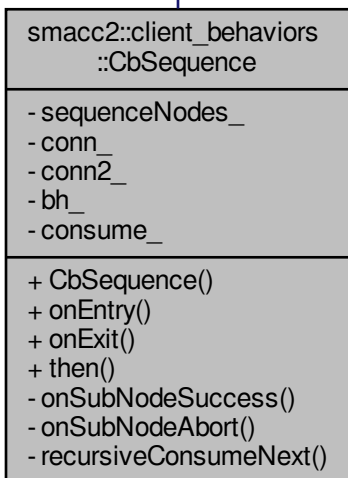 smacc2::client_behaviors
::CbSequence
- sequenceNodes_
- conn_
- conn2_
- bh_
- consume_
+ CbSequence()
+ onEntry()
+ onExit()
+ then()
- onSubNodeSuccess()
- onSubNodeAbort()
- recursiveConsumeNext()